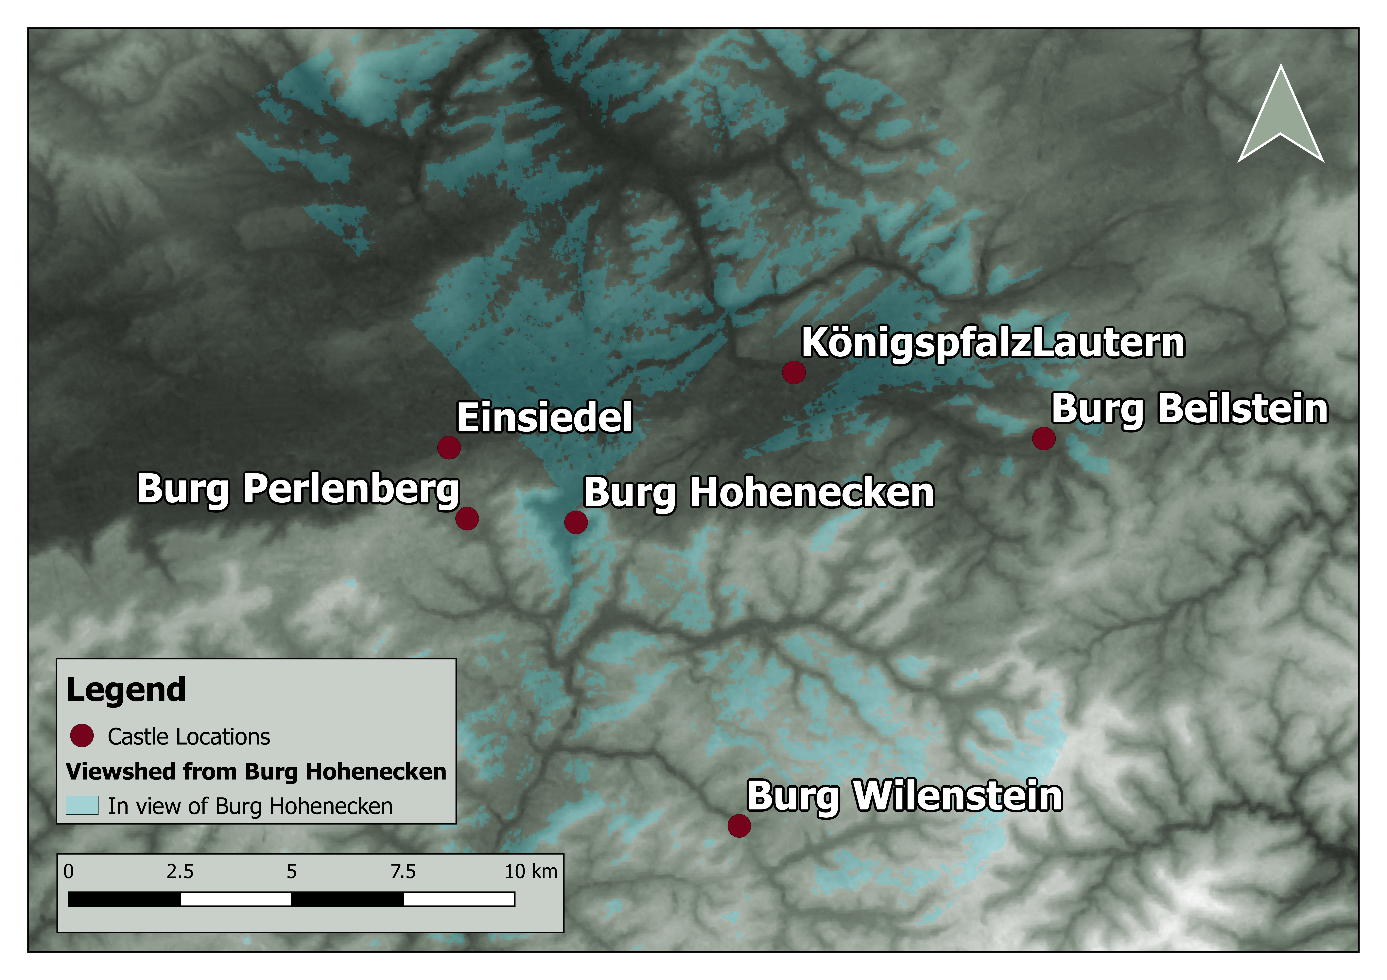 KönigspfalzLautern
Burg Beilstein
Einsiedel
Burg Perlenberg
Burg Hohenecken
Burg Wilenstein
Legend
Castle Locations
Viewshed from Burg Hohenecken
In view of Burg Hohenecken
0 2.5 5 7.5 10 km